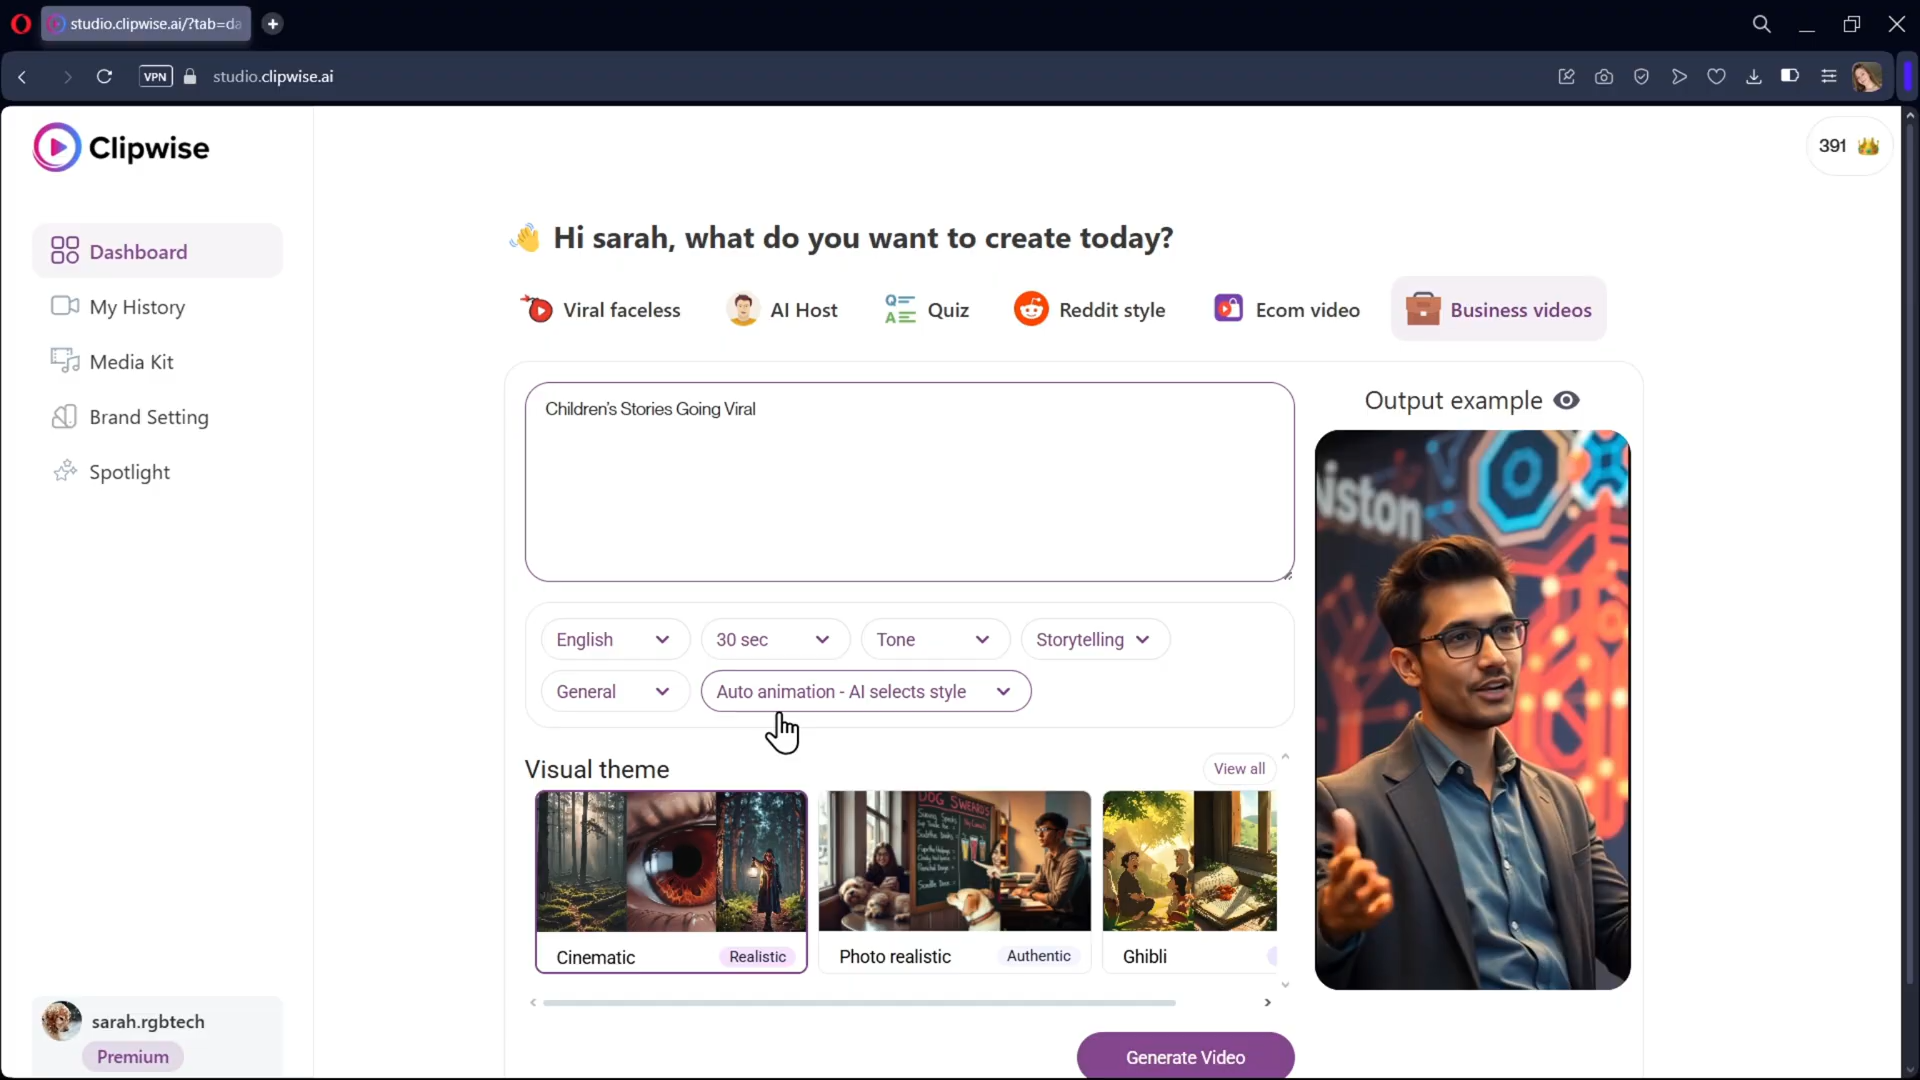 studio.clipwise.ai/?tab=da
VPN
studio.clipwise.ai
Clipwise
391
Dashboard
My History
Media Kit
Brand Setting
Spotlight
sarah.rgbtech
Premium
Hi sarah, what do you want to create today?
Viral faceless
AI Host
Q
A
Quiz
Reddit style
Ecom video
Business videos
Children's Stories Going Viral
English
30 sec
Tone
Storytelling
General
Auto animation - AI selects style
Visual theme
View all
DOG SWEARD'S
Cinematic
Realistic
Photo realistic
Authentic
Ghibli
Generate Video
Output example
iston